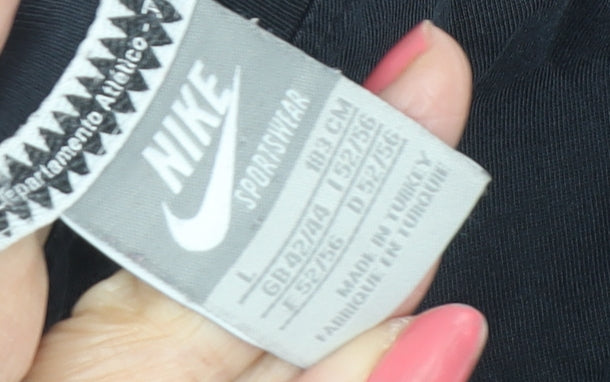 epartamento Atlético -
NIKE
SPORTSWEAR
L 183 CM
GB 42/44 I 52/56
E 52/56 D 52/56
MADE IN TURKEY
FABRIQUE EN TURQUIE